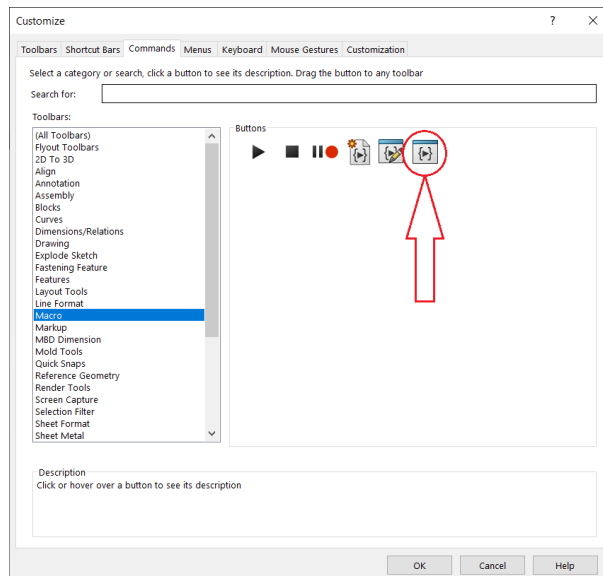 Customize
? ×
Toolbars Shortcut Bars Commands Menus Keyboard Mouse Gestures Customization
Select a category or search, click a button to see its description. Drag the button to any toolbar
Search for:
Toolbars:
Buttons
(All Toolbars)
Flyout Toolbars
2D To 3D
Align
Annotation
Assembly
Blocks
Curves
Dimensions/Relations
Drawing
Explode Sketch
Fastening Feature
Features
Layout Tools
Line Format
Macro
Markup
MBD Dimension
Mold Tools
Quick Snaps
Reference Geometry
Render Tools
Screen Capture
Selection Filter
Sheet Format
Sheet Metal
Description
Click or hover over a button to see its description
OK Cancel Help